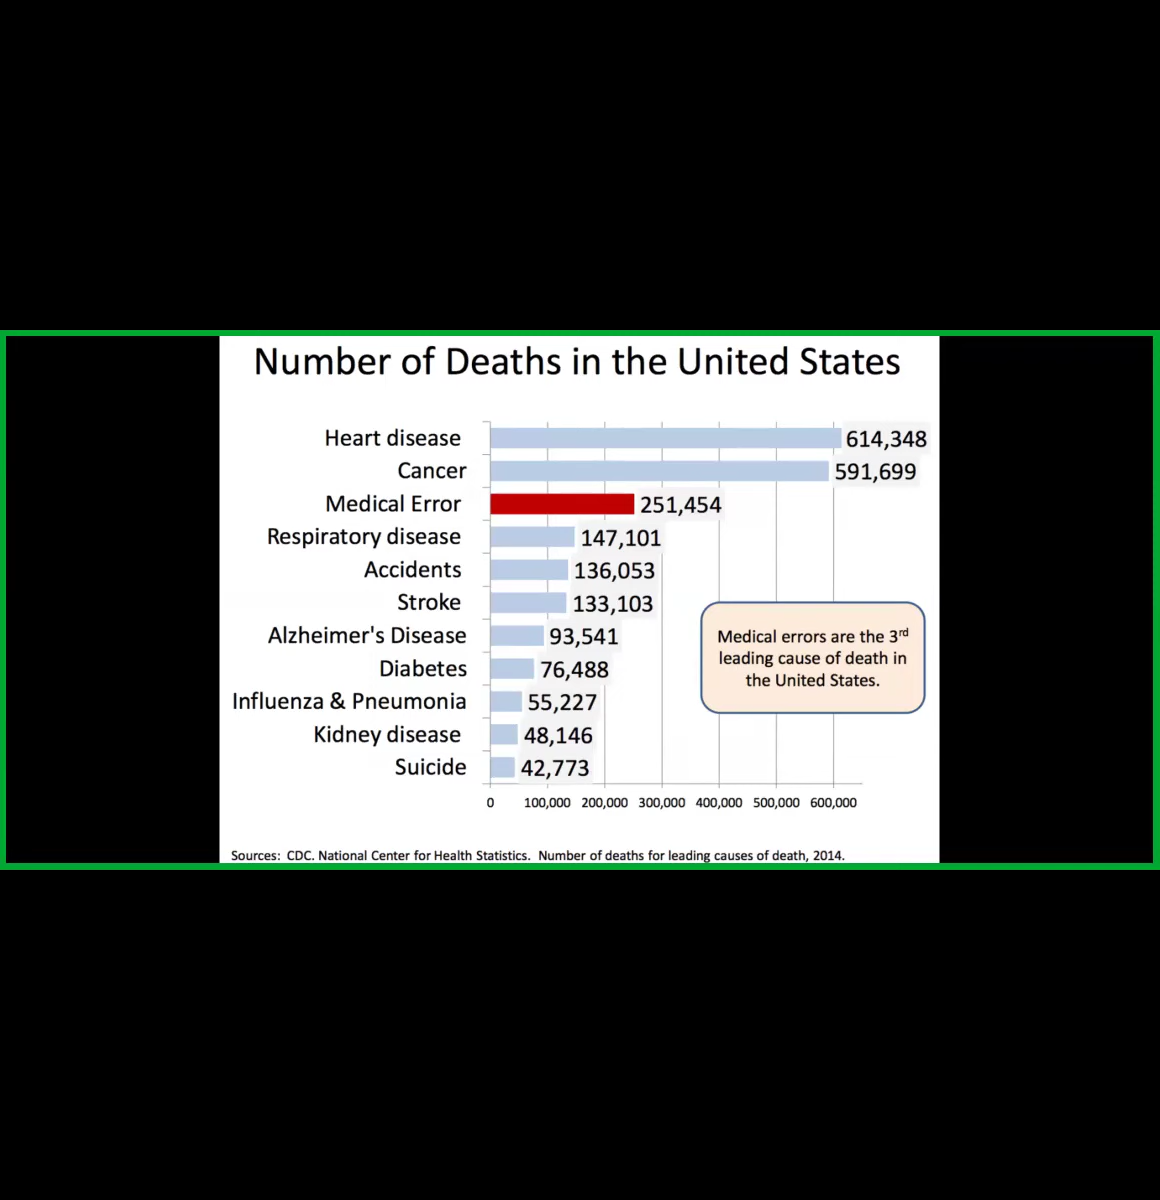 Number of Deaths in the United States
Heart disease 614,348
Cancer 591,699
Medical Error 251,454
Respiratory disease 147,101
Accidents 136,053
Stroke 133,103
Alzheimer's Disease 93,541
Diabetes 76,488
Influenza & Pneumonia 55,227
Kidney disease 48,146
Suicide 42,773
0 100,000 200,000 300,000 400,000 500,000 600,000
Medical errors are the 3rd
leading cause of death in
the United States.
Sources: CDC. National Center for Health Statistics. Number of deaths for leading causes of death, 2014.